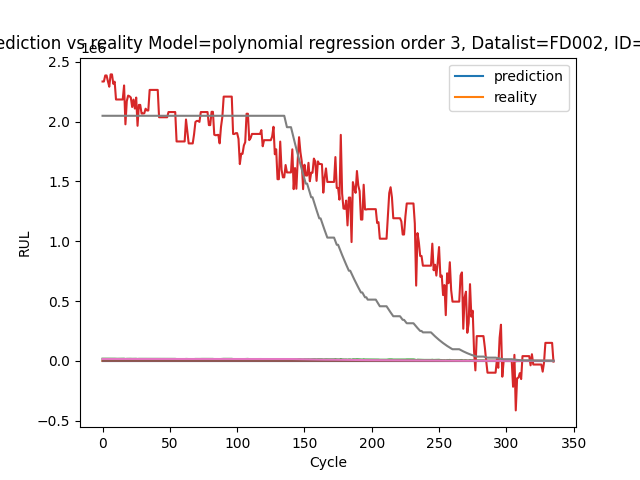 ediction vs reality Model=polynomial regression order 3, Datalist=FD002, ID=
1e6
2.5
2.0
1.5
1.0
0.5
0.0
−0.5
RUL
prediction
reality
0 50 100 150 200 250 300 350
Cycle